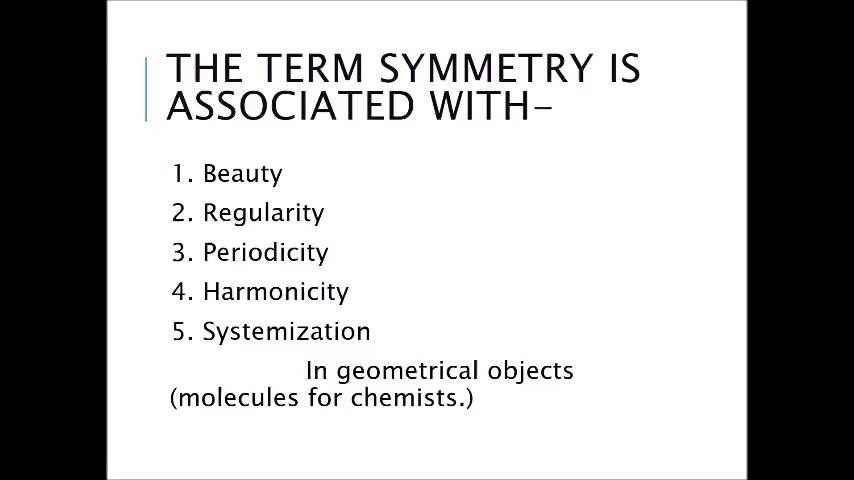 THE TERM SYMMETRY IS
ASSOCIATED WITH–
1. Beauty
2. Regularity
3. Periodicity
4. Harmonicity
5. Systemization
In geometrical objects
(molecules for chemists.)